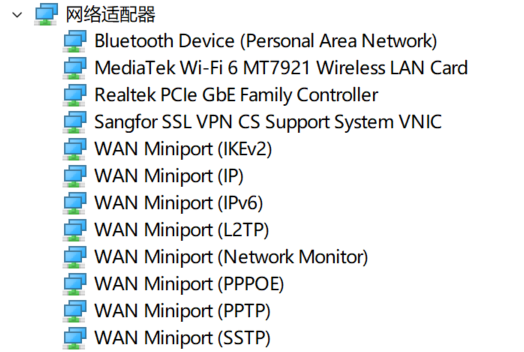 网络适配器
Bluetooth Device (Personal Area Network)
MediaTek Wi-Fi 6 MT7921 Wireless LAN Card
Realtek PCIe GbE Family Controller
Sangfor SSL VPN CS Support System VNIC
WAN Miniport (IKEv2)
WAN Miniport (IP)
WAN Miniport (IPv6)
WAN Miniport (L2TP)
WAN Miniport (Network Monitor)
WAN Miniport (PPPOE)
WAN Miniport (PPTP)
WAN Miniport (SSTP)